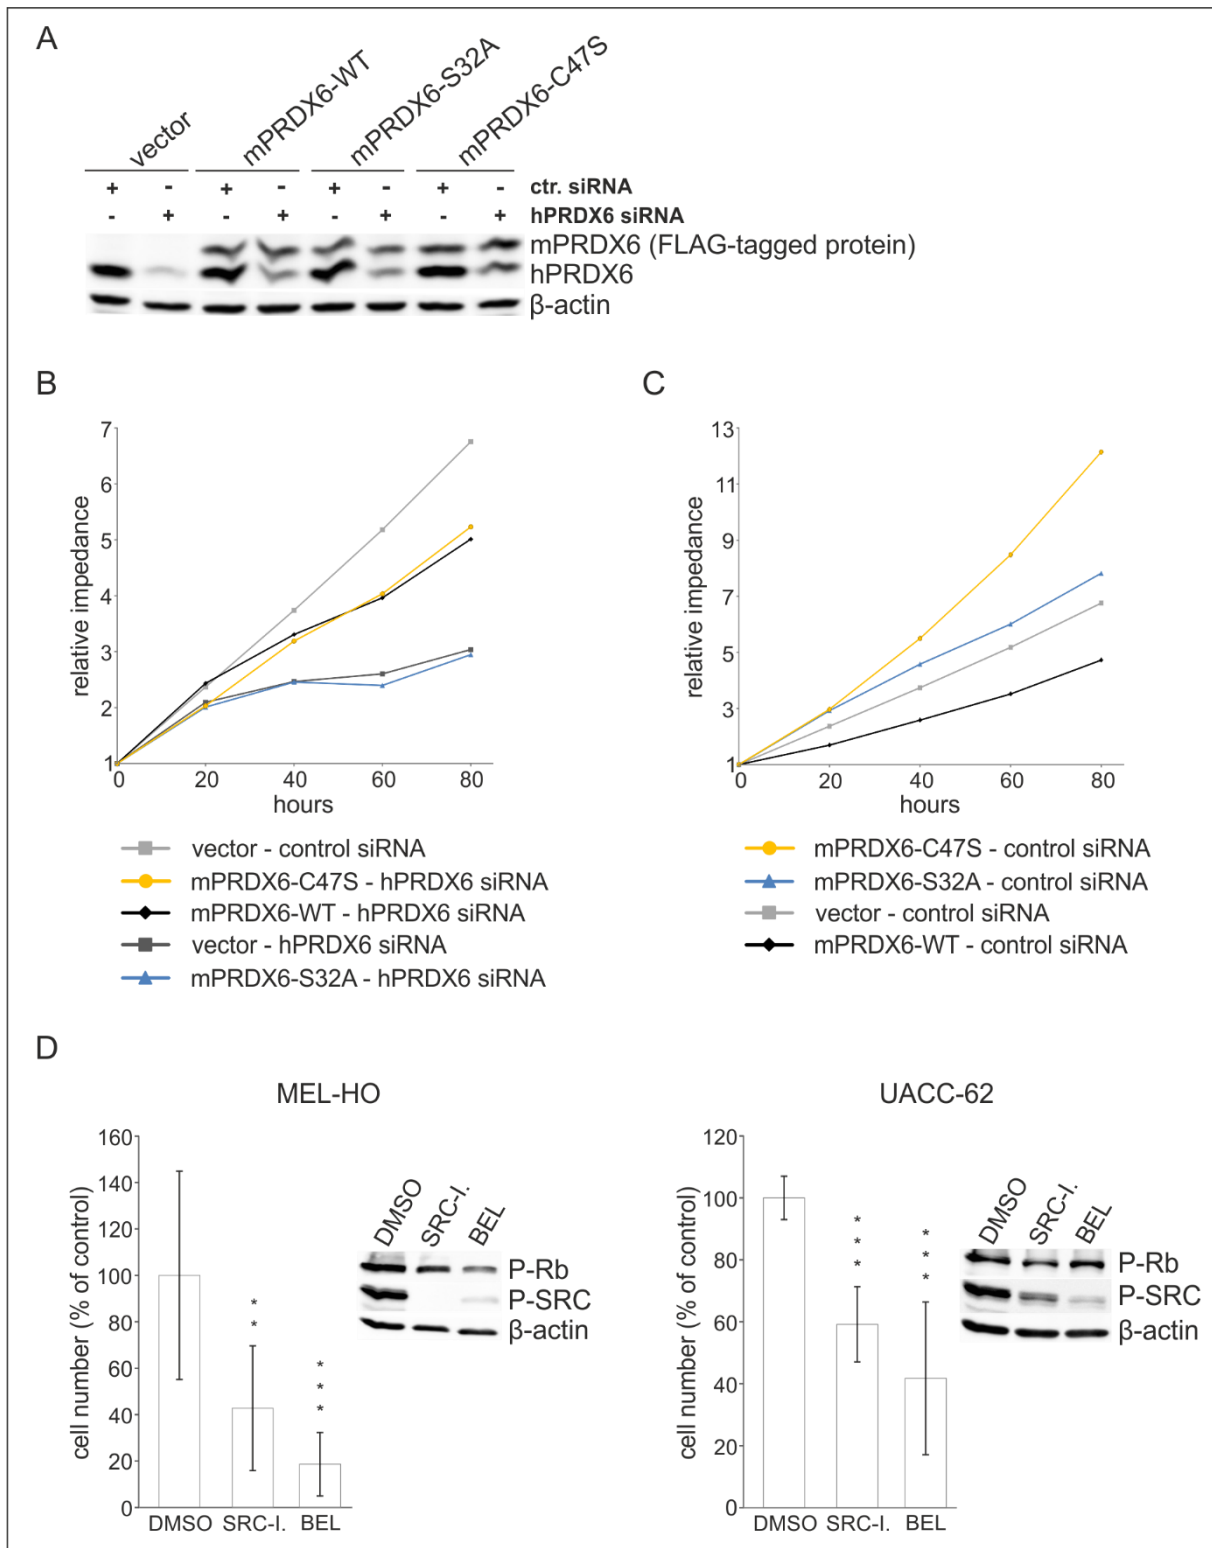 A
vector
mPRDX6-WT
mPRDX6-S32A
mPRDX6-C47S
+ - + - + - + - ctr. siRNA
- + - + - + - + hPRDX6 siRNA
mPRDX6 (FLAG-tagged protein)
hPRDX6
β-actin
B
relative impedance
7
6
5
4
3
2
1
0 20 40 60 80
hours
vector - control siRNA
mPRDX6-C47S - hPRDX6 siRNA
mPRDX6-WT - hPRDX6 siRNA
vector - hPRDX6 siRNA
mPRDX6-S32A - hPRDX6 siRNA
C
relative impedance
13
11
9
7
5
3
1
0 20 40 60 80
hours
mPRDX6-C47S - control siRNA
mPRDX6-S32A - control siRNA
vector - control siRNA
mPRDX6-WT - control siRNA
D
MEL-HO
cell number (% of control)
160
140
120
100
80
60
40
20
0
* *
* * *
DMSO SRC-I. BEL
DMSO SRC-I. BEL
P-Rb
P-SRC
β-actin
UACC-62
cell number (% of control)
120
100
80
60
40
20
0
* * *
* * *
DMSO SRC-I. BEL
DMSO SRC-I. BEL
P-Rb
P-SRC
β-actin